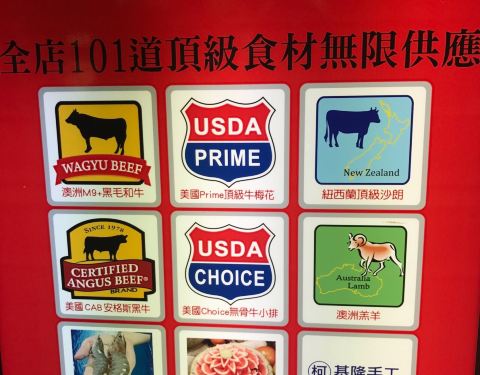 全店101道頂級食材無限供應
WAGYU BEEF
澳洲M9+黑毛和牛
USDA
PRIME
美國Prime頂級牛梅花
New Zealand
紐西蘭頂級沙朗
SINCE 1978
CERTIFIED
ANGUS BEEF®
BRAND
美國CAB安格斯黑牛
USDA
CHOICE
美國Choice無骨牛小排
Australia
Lamb
澳洲羔羊
柯 基隆手工